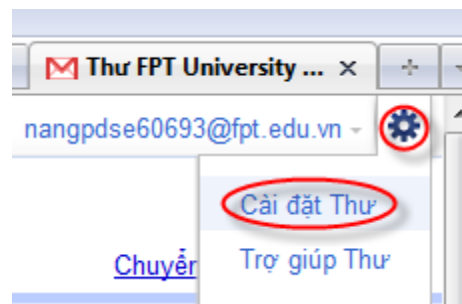 Thư FPT University ... x
nangpdse60693@fpt.edu.vn
Cài đặt Thư
Chuyển
Trợ giúp Thư